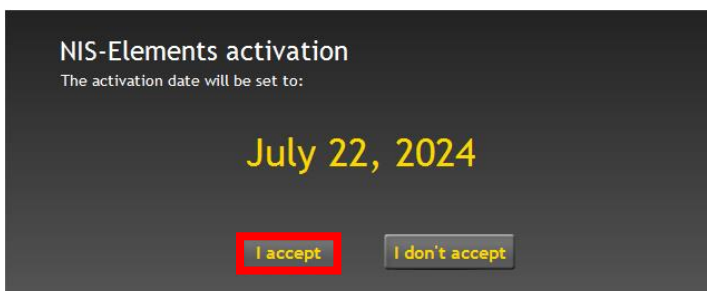 NIS-Elements activation
The activation date will be set to:
July 22, 2024
I accept I don't accept